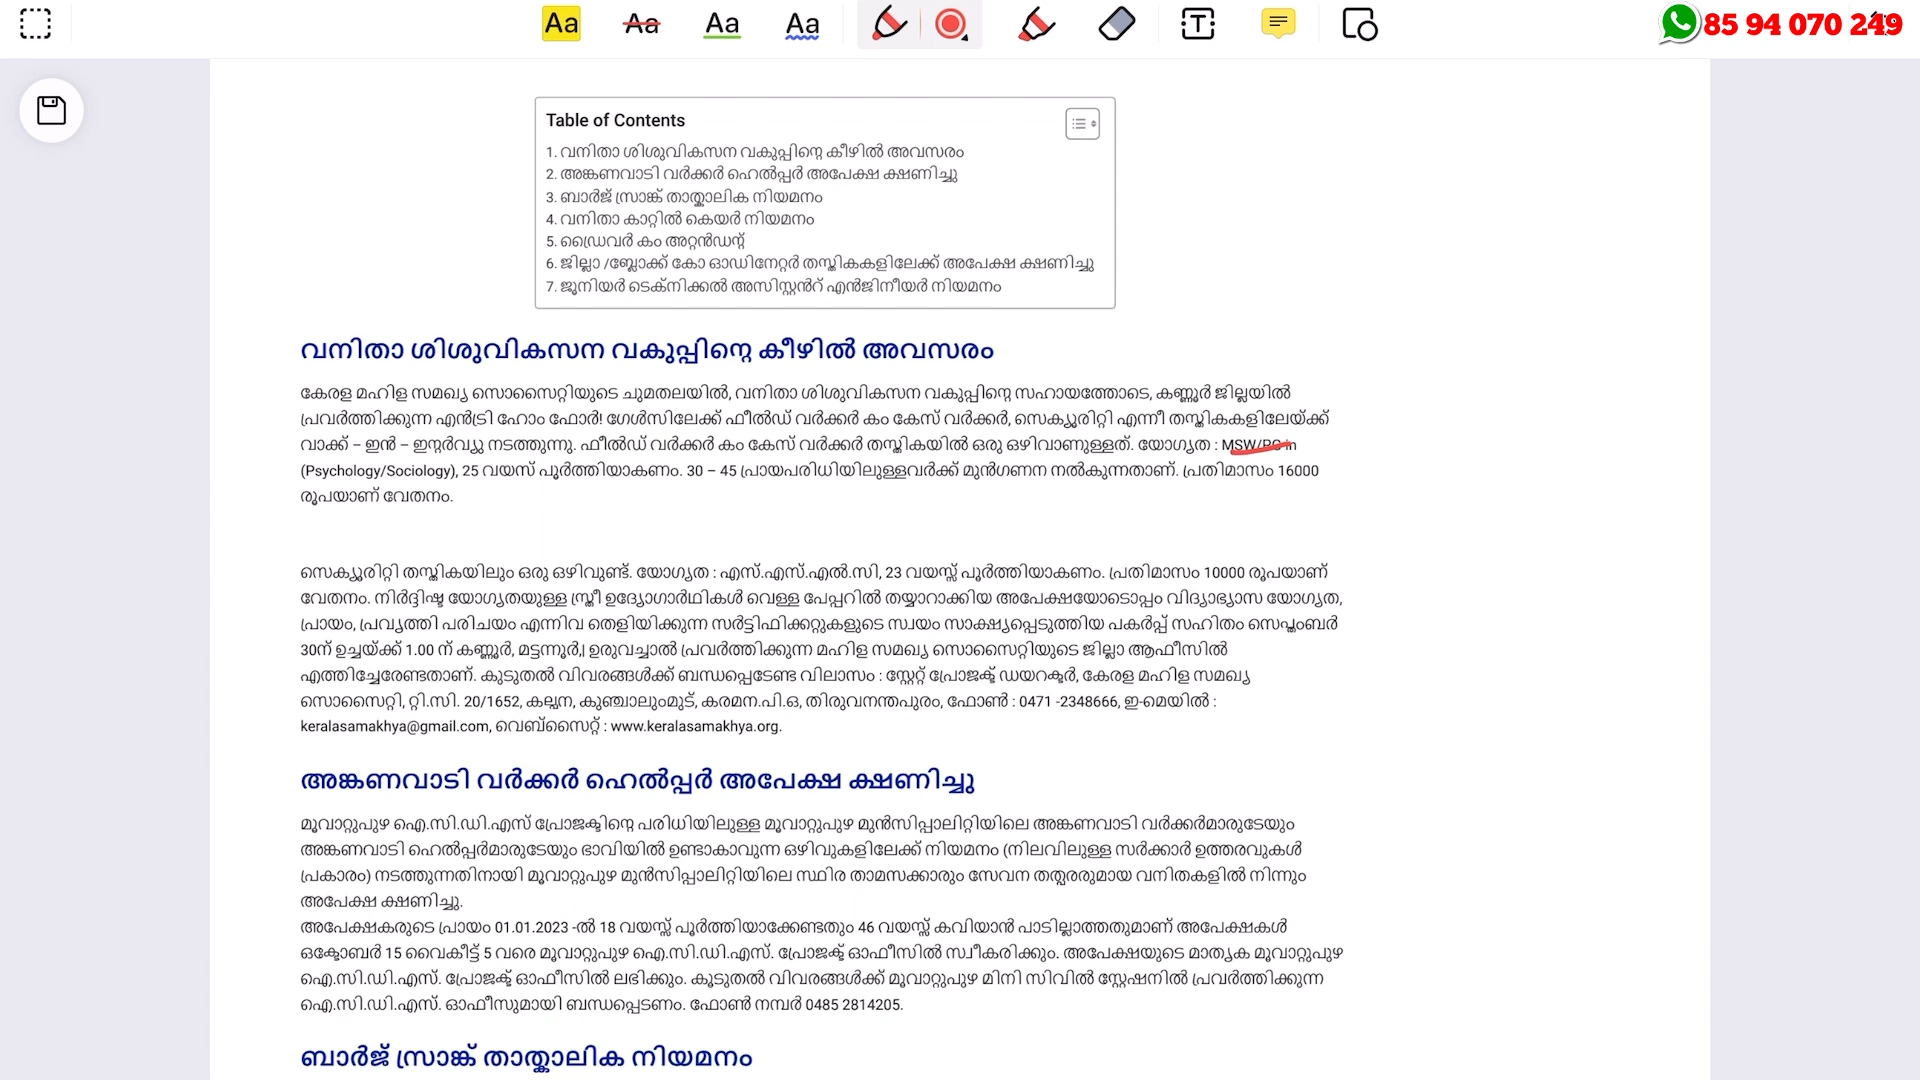 Aa Aa Aa Aa
85 94 070 249
Table of Contents
1. വനിതാ ശിശുവികസന വകുപ്പിന്റെ കീഴിൽ അവസരം
2. അങ്കണവാടി വർക്കർ ഹെൽപ്പർ അപേക്ഷ ക്ഷണിച്ചു
3. ബാർജ് സ്രാങ്ക് താത്കാലിക നിയമനം
4. വനിതാ കാറ്റിൽ കെയർ നിയമനം
5. ഡ്രൈവർ കം അറ്റൻഡന്റ്
6. ജില്ലാ /ബ്ലോക്ക് കോ ഓഡിനേറ്റർ തസ്തികകളിലേക്ക് അപേക്ഷ ക്ഷണിച്ചു
7. ജൂനിയർ ടെക്നിക്കൽ അസിസ്റ്റൻറ് എൻജിനീയർ നിയമനം
വനിതാ ശിശുവികസന വകുപ്പിന്റെ കീഴിൽ അവസരം
കേരള മഹിള സമഖ്യ സൊസൈറ്റിയുടെ ചുമതലയിൽ, വനിതാ ശിശുവികസന വകുപ്പിന്റെ സഹായത്തോടെ, കണ്ണൂർ ജില്ലയിൽ
പ്രവർത്തിക്കുന്ന എൻട്രി ഹോം ഫോർ! ഗേൾസിലേക്ക് ഫീൽഡ് വർക്കർ കം കേസ് വർക്കർ, സെക്യൂരിറ്റി എന്നീ തസ്തികകളിലേയ്ക്ക്
വാക്ക് – ഇൻ – ഇന്റർവ്യൂ നടത്തുന്നു. ഫീൽഡ് വർക്കർ കം കേസ് വർക്കർ തസ്തികയിൽ ഒരു ഒഴിവാണുള്ളത്. യോഗ്യത : MSW/PG in
(Psychology/Sociology), 25 വയസ് പൂർത്തിയാകണം. 30 – 45 പ്രായപരിധിയിലുള്ളവർക്ക് മുൻഗണന നൽകുന്നതാണ്. പ്രതിമാസം 16000
രൂപയാണ് വേതനം.
സെക്യൂരിറ്റി തസ്തികയിലും ഒരു ഒഴിവുണ്ട്. യോഗ്യത : എസ്.എസ്.എൽ.സി, 23 വയസ്സ് പൂർത്തിയാകണം. പ്രതിമാസം 10000 രൂപയാണ്
വേതനം. നിർദ്ദിഷ്ട യോഗ്യതയുള്ള സ്ത്രീ ഉദ്യോഗാർഥികൾ വെള്ള പേപ്പറിൽ തയ്യാറാക്കിയ അപേക്ഷയോടൊപ്പം വിദ്യാഭ്യാസ യോഗ്യത,
പ്രായം, പ്രവൃത്തി പരിചയം എന്നിവ തെളിയിക്കുന്ന സർട്ടിഫിക്കറ്റുകളുടെ സ്വയം സാക്ഷ്യപ്പെടുത്തിയ പകർപ്പ് സഹിതം സെപ്തംബർ
30ന് ഉച്ചയ്ക്ക് 1.00 ന് കണ്ണൂർ, മട്ടന്നൂർ,| ഉരുവച്ചാൽ പ്രവർത്തിക്കുന്ന മഹിള സമഖ്യ സൊസൈറ്റിയുടെ ജില്ലാ ആഫീസിൽ
എത്തിച്ചേരേണ്ടതാണ്. കുടുതൽ വിവരങ്ങൾക്ക് ബന്ധപ്പെടേണ്ട വിലാസം : സ്റ്റേറ്റ് പ്രോജക്ട് ഡയറക്ടർ, കേരള മഹിള സമഖ്യ
സൊസൈറ്റി, റ്റി.സി. 20/1652, കല്പന, കുഞ്ചാലുംമുട്, കരമന.പി.ഒ, തിരുവനന്തപുരം, ഫോൺ : 0471 -2348666, ഇ-മെയിൽ :
keralasamakhya@gmail.com, വെബ്സൈറ്റ് : www.keralasamakhya.org.
അങ്കണവാടി വർക്കർ ഹെൽപ്പർ അപേക്ഷ ക്ഷണിച്ചു
മൂവാറ്റുപുഴ ഐ.സി.ഡി.എസ് പ്രോജക്ടിന്റെ പരിധിയിലുള്ള മൂവാറ്റുപുഴ മുൻസിപ്പാലിറ്റിയിലെ അങ്കണവാടി വർക്കർമാരുടേയും
അങ്കണവാടി ഹെൽപ്പർമാരുടേയും ഭാവിയിൽ ഉണ്ടാകാവുന്ന ഒഴിവുകളിലേക്ക് നിയമനം (നിലവിലുള്ള സർക്കാർ ഉത്തരവുകൾ
പ്രകാരം) നടത്തുന്നതിനായി മൂവാറ്റുപുഴ മുൻസിപ്പാലിറ്റിയിലെ സ്ഥിര താമസക്കാരും സേവന തത്പരരുമായ വനിതകളിൽ നിന്നും
അപേക്ഷ ക്ഷണിച്ചു.
അപേക്ഷകരുടെ പ്രായം 01.01.2023 -ൽ 18 വയസ്സ് പൂർത്തിയാക്കേണ്ടതും 46 വയസ്സ് കവിയാൻ പാടില്ലാത്തതുമാണ് അപേക്ഷകൾ
ഒക്ടോബർ 15 വൈകീട്ട് 5 വരെ മൂവാറ്റുപുഴ ഐ.സി.ഡി.എസ്. പ്രോജക്ട് ഓഫീസിൽ സ്വീകരിക്കും. അപേക്ഷയുടെ മാതൃക മൂവാറ്റുപുഴ
ഐ.സി.ഡി.എസ്. പ്രോജക്ട് ഓഫീസിൽ ലഭിക്കും. കൂടുതൽ വിവരങ്ങൾക്ക് മൂവാറ്റുപുഴ മിനി സിവിൽ സ്റ്റേഷനിൽ പ്രവർത്തിക്കുന്ന
ഐ.സി.ഡി.എസ്. ഓഫീസുമായി ബന്ധപ്പെടണം. ഫോൺ നമ്പർ 0485 2814205.
ബാർജ് സ്രാങ്ക് താത്കാലിക നിയമനം